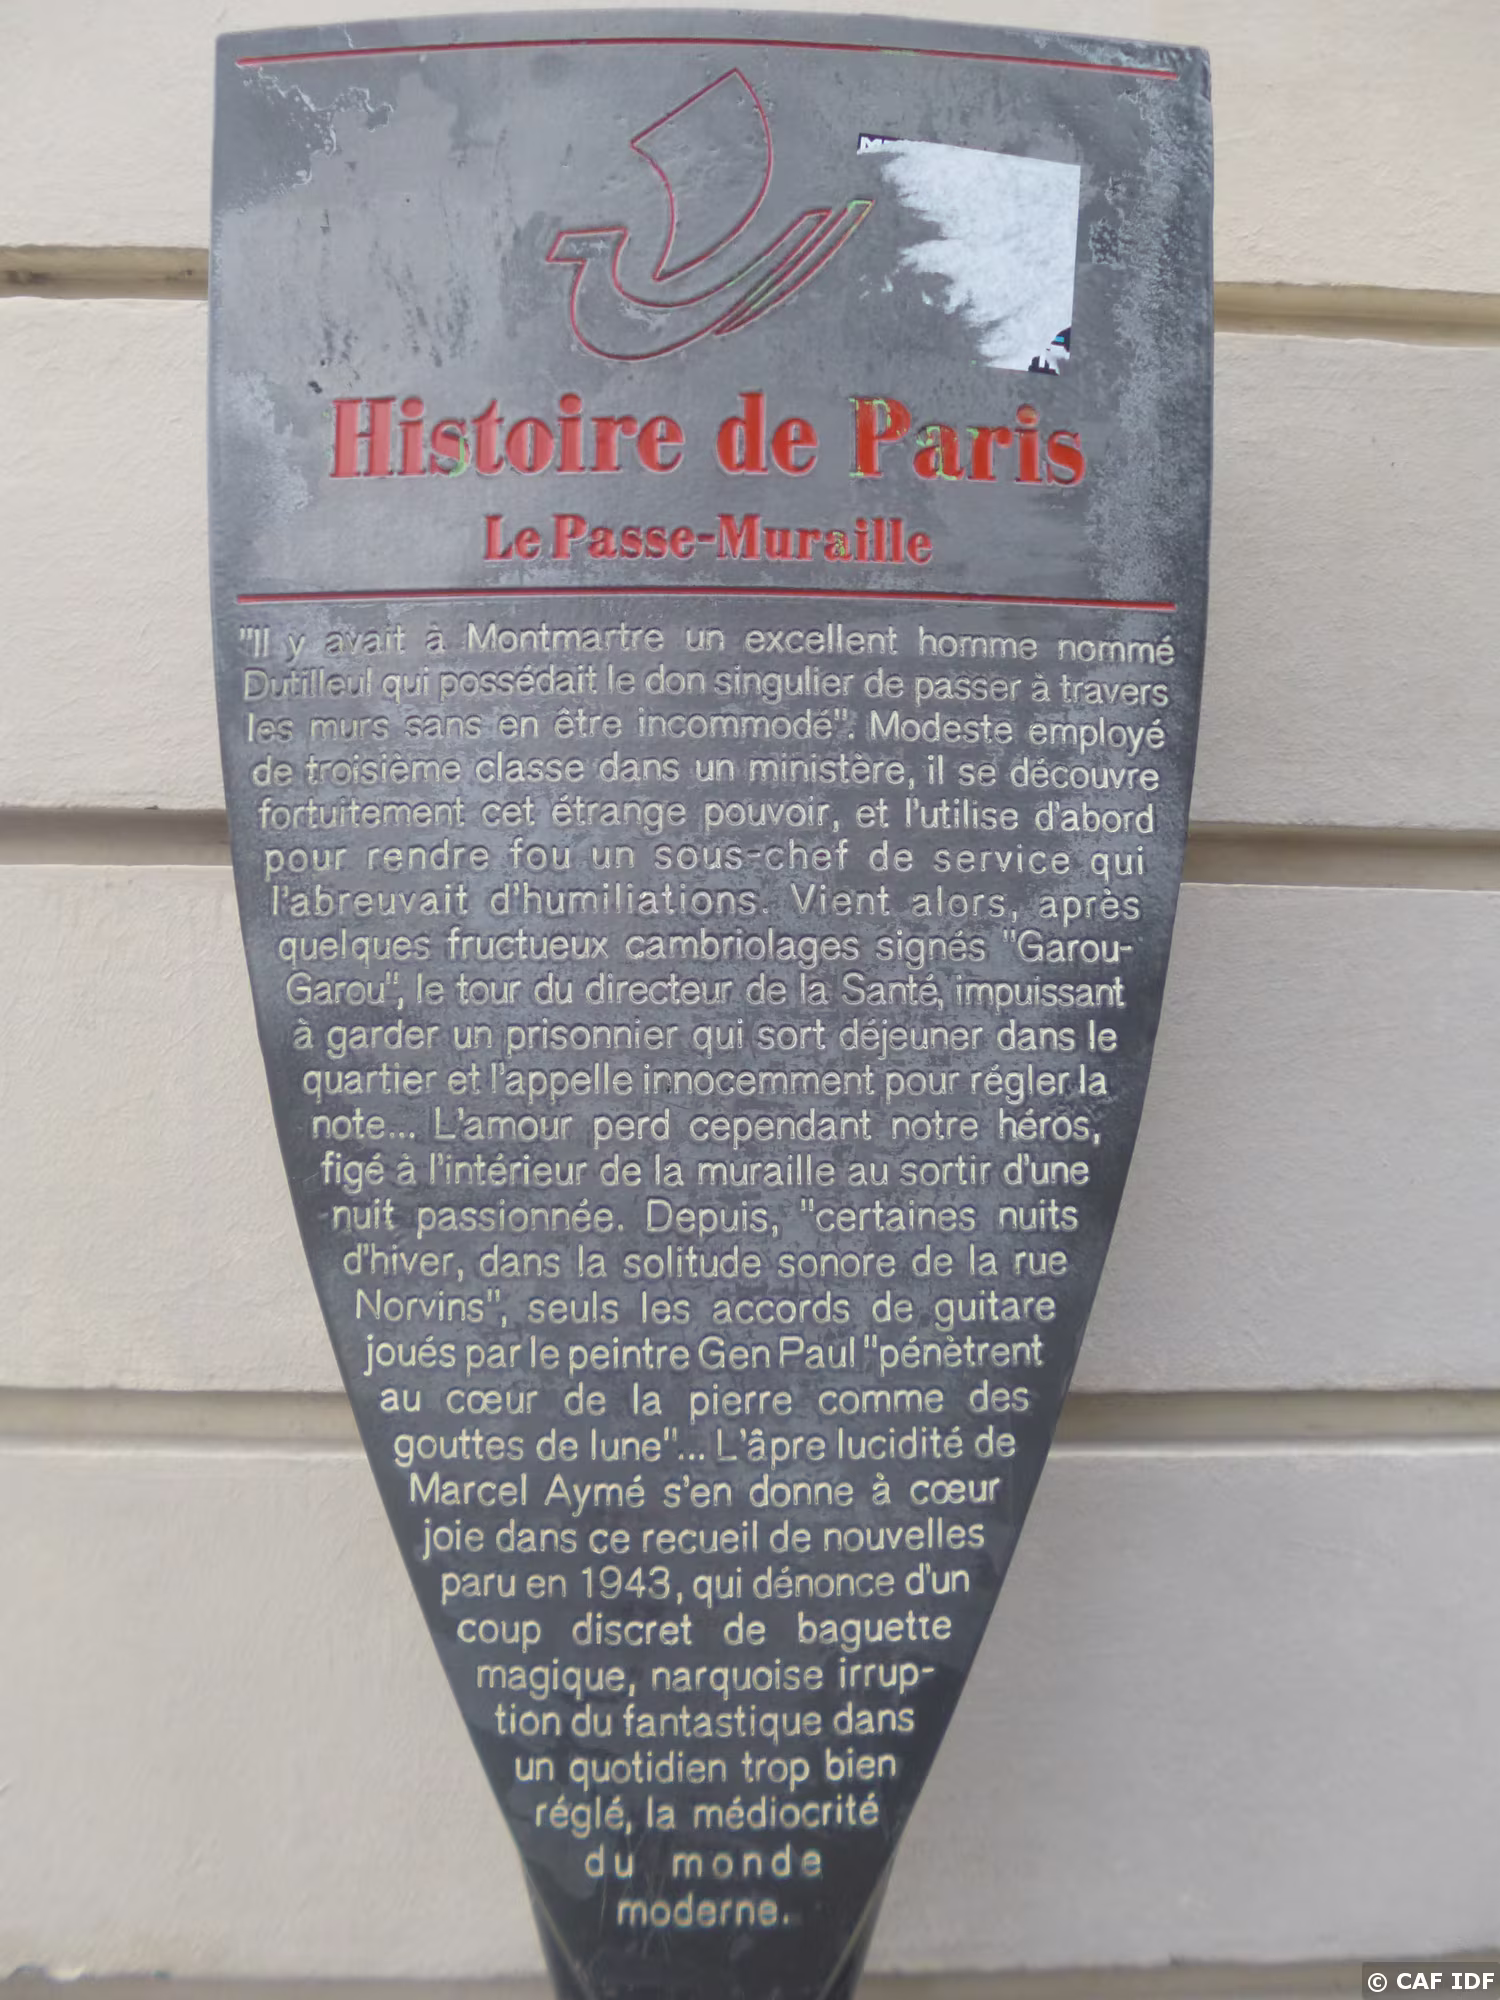 Histoire de Paris
Le Passe-Muraille
"Il y avait à Montmartre un excellent homme nommé
Dutilleul qui possédait le don singulier de passer à travers
les murs sans en être incommodé". Modeste employé
de troisième classe dans un ministère, il se découvre
fortuitement cet étrange pouvoir, et l'utilise d'abord
pour rendre fou un sous-chef de service qui
l'abreuvait d'humiliations. Vient alors, après
quelques fructueux cambriolages signés "Garou-
Garou", le tour du directeur de la Santé, impuissant
à garder un prisonnier qui sort déjeuner dans le
quartier et l'appelle innocemment pour régler la
note... L'amour perd cependant notre héros,
figé à l'intérieur de la muraille au sortir d'une
nuit passionnée. Depuis, "certaines nuits
d'hiver, dans la solitude sonore de la rue
Norvins", seuls les accords de guitare
joués par le peintre Gen Paul "pénètrent
au cœur de la pierre comme des
gouttes de lune"... L'âpre lucidité de
Marcel Aymé s'en donne à cœur
joie dans ce recueil de nouvelles
paru en 1943, qui dénonce d'un
coup discret de baguette
magique, narquoise irrup-
tion du fantastique dans
un quotidien trop bien
réglé, la médiocrité
du monde
moderne.
© CAF IDF